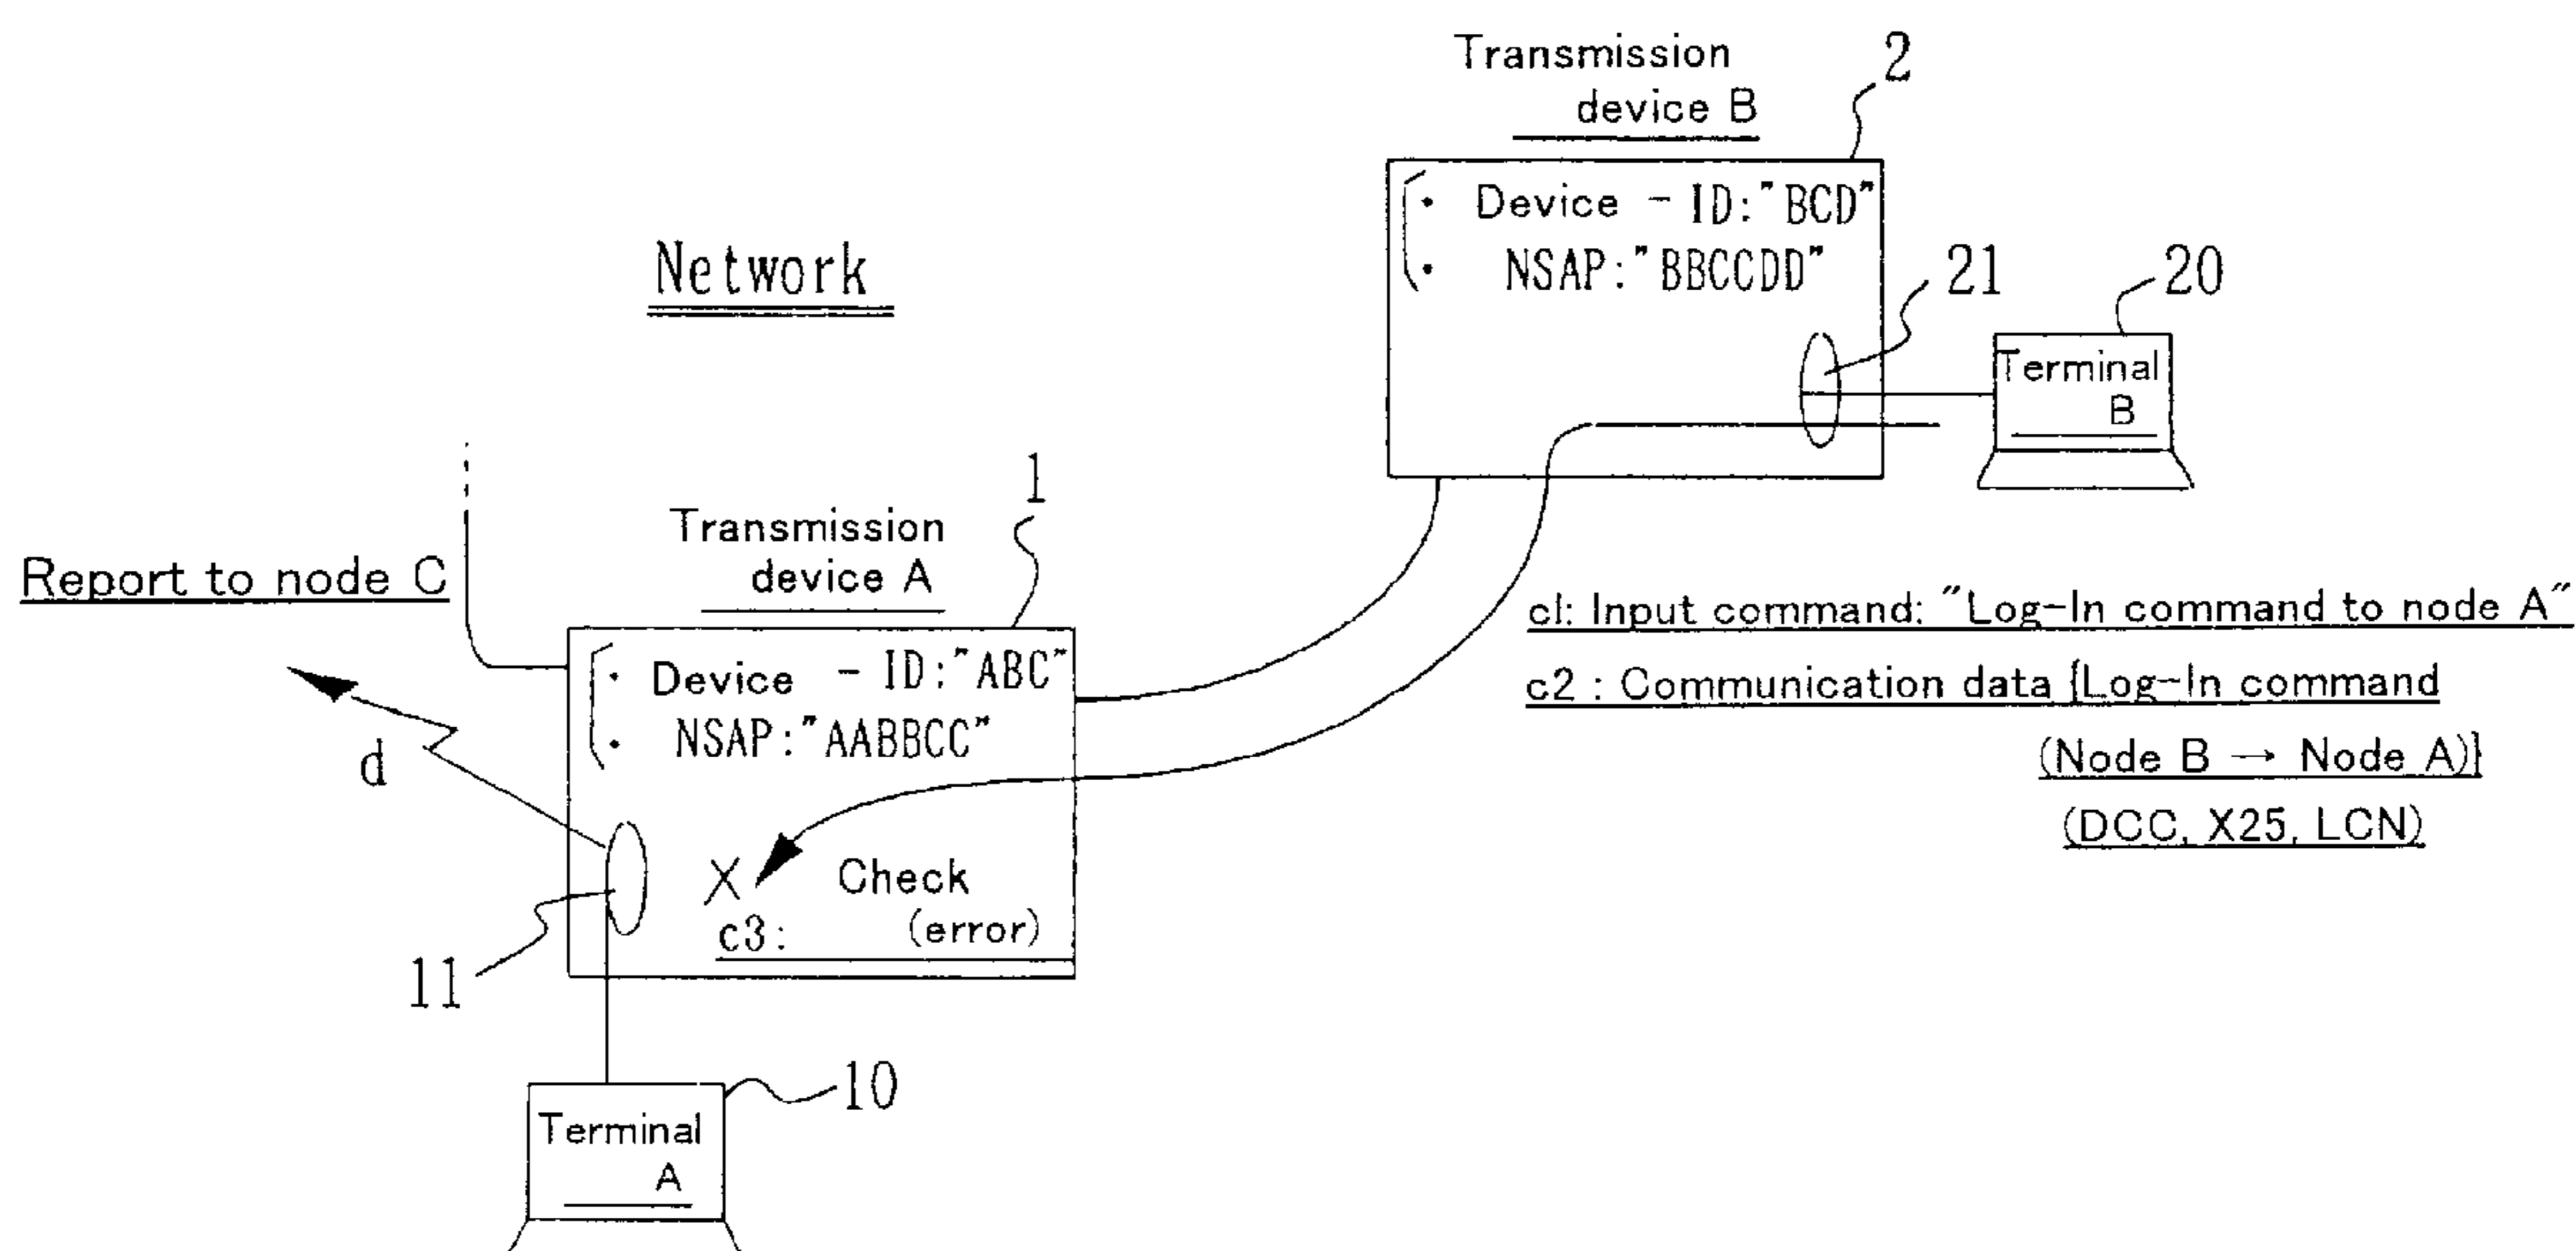 Transmission
device B
2
Device - ID:"BCD"
NSAP:"BBCCDD"
21
20
Terminal
B
Network
Transmission
device A
1
Report to node C
Device - ID:"ABC"
NSAP:"AABBCC"
d
X
Check
c3: (error)
11
Terminal
A
10
cl: Input command: "Log-In command to node A"
c2 : Communication data {Log-In command
(Node B → Node A)}
(DCC, X25, LCN)